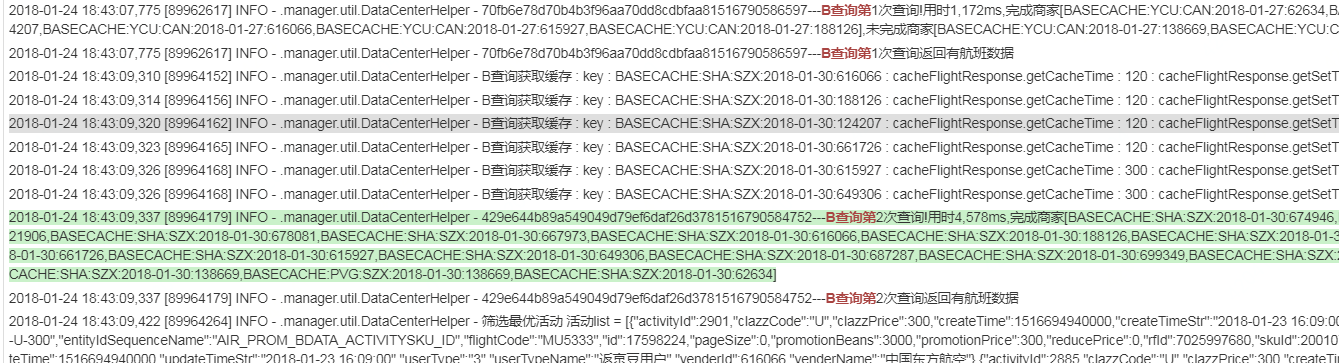 2018-01-24 18:43:07,775 [89962617] INFO - .manager.util.DataCenterHelper - 70fb6e78d70b4b3f96aa70dd8cdbfaa81516790586597---B查询第1次查询!用时1,172ms,完成商家[BASECACHE:YCU:CAN:2018-01-27:62634,BA
4207,BASECACHE:YCU:CAN:2018-01-27:616066,BASECACHE:YCU:CAN:2018-01-27:615927,BASECACHE:YCU:CAN:2018-01-27:188126],未完成商家[BASECACHE:YCU:CAN:2018-01-27:138669,BASECACHE:YCU:C
2018-01-24 18:43:07,775 [89962617] INFO - .manager.util.DataCenterHelper - 70fb6e78d70b4b3f96aa70dd8cdbfaa81516790586597---B查询第1次查询返回有航班数据
2018-01-24 18:43:09,310 [89964152] INFO - .manager.util.DataCenterHelper - B查询获取缓存 : key : BASECACHE:SHA:SZX:2018-01-30:616066 : cacheFlightResponse.getCacheTime : 120 : cacheFlightResponse.getSetT
2018-01-24 18:43:09,314 [89964156] INFO - .manager.util.DataCenterHelper - B查询获取缓存 : key : BASECACHE:SHA:SZX:2018-01-30:188126 : cacheFlightResponse.getCacheTime : 120 : cacheFlightResponse.getSetT
2018-01-24 18:43:09,320 [89964162] INFO - .manager.util.DataCenterHelper - B查询获取缓存 : key : BASECACHE:SHA:SZX:2018-01-30:124207 : cacheFlightResponse.getCacheTime : 120 : cacheFlightResponse.getSetT
2018-01-24 18:43:09,323 [89964165] INFO - .manager.util.DataCenterHelper - B查询获取缓存 : key : BASECACHE:SHA:SZX:2018-01-30:661726 : cacheFlightResponse.getCacheTime : 120 : cacheFlightResponse.getSetT
2018-01-24 18:43:09,326 [89964168] INFO - .manager.util.DataCenterHelper - B查询获取缓存 : key : BASECACHE:SHA:SZX:2018-01-30:615927 : cacheFlightResponse.getCacheTime : 300 : cacheFlightResponse.getSetT
2018-01-24 18:43:09,326 [89964168] INFO - .manager.util.DataCenterHelper - B查询获取缓存 : key : BASECACHE:SHA:SZX:2018-01-30:649306 : cacheFlightResponse.getCacheTime : 300 : cacheFlightResponse.getSetT
2018-01-24 18:43:09,337 [89964179] INFO - .manager.util.DataCenterHelper - 429e644b89a549049d79ef6daf26d3781516790584752---B查询第2次查询!用时4,578ms,完成商家[BASECACHE:SHA:SZX:2018-01-30:674946,
21906,BASECACHE:SHA:SZX:2018-01-30:678081,BASECACHE:SHA:SZX:2018-01-30:667973,BASECACHE:SHA:SZX:2018-01-30:616066,BASECACHE:SHA:SZX:2018-01-30:188126,BASECACHE:SHA:SZX:2018-01-3
8-01-30:661726,BASECACHE:SHA:SZX:2018-01-30:615927,BASECACHE:SHA:SZX:2018-01-30:649306,BASECACHE:SHA:SZX:2018-01-30:687287,BASECACHE:SHA:SZX:2018-01-30:699349,BASECACHE:SHA:SZX:2
CACHE:SHA:SZX:2018-01-30:138669,BASECACHE:PVG:SZX:2018-01-30:138669,BASECACHE:SHA:SZX:2018-01-30:62634]
2018-01-24 18:43:09,337 [89964179] INFO - .manager.util.DataCenterHelper - 429e644b89a549049d79ef6daf26d3781516790584752---B查询第2次查询返回有航班数据
2018-01-24 18:43:09,422 [89964264] INFO - .manager.util.DataCenterHelper - 筛选最优活动 活动list = [{"activityId":2901,"clazzCode":"U","clazzPrice":300,"createTime":1516694940000,"createTimeStr":"2018-01-23 16:09:00
-U-300","entityIdSequenceName":"AIR_PROM_BDATA_ACTIVITYSKU_ID","flightCode":"MU5333","id":17598224,"pageSize":0,"promotionBeans":3000,"promotionPrice":300,"reducePrice":0,"rfId":7025997680,"skuId":20010
eTime":1516694940000,"updateTimeStr":"2018-01-23 16:09:00","userType":"3","userTypeName":"返京豆用户","venderId":616066,"venderName":"中国东方航空"},{"activityId":2885,"clazzCode":"U","clazzPrice":300,"create